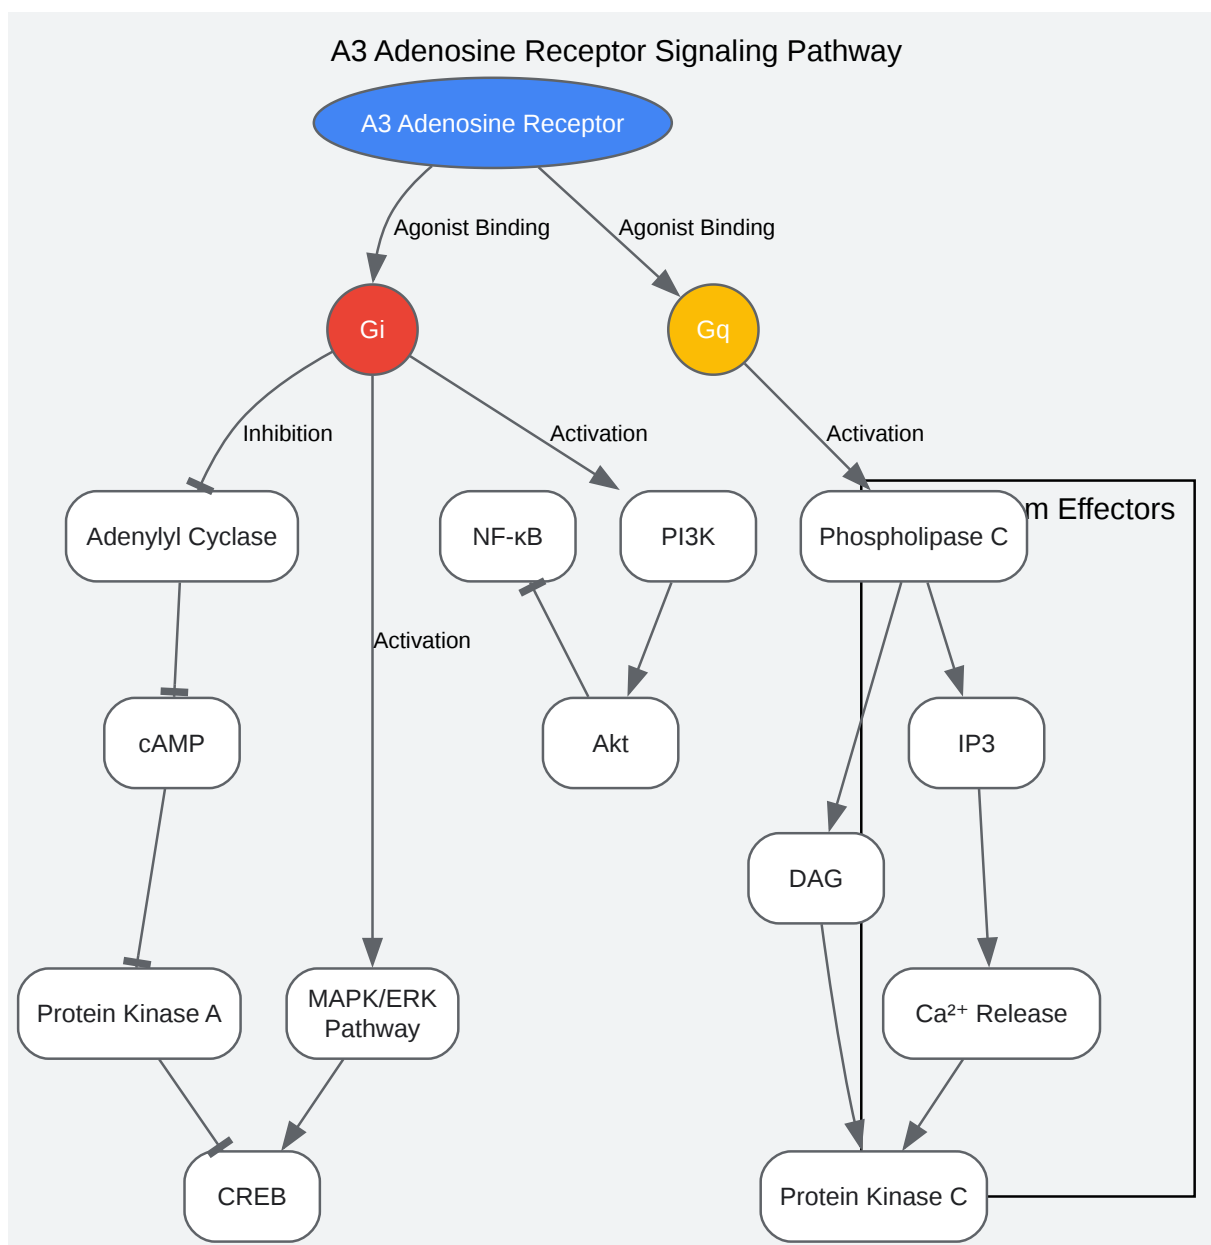 A3 Adenosine Receptor Signaling Pathway
A3 Adenosine Receptor
Agonist Binding
Agonist Binding
Gi
Gq
Inhibition
Activation
Activation
Effectors
Adenylyl Cyclase
NF-κB
PI3K
Phospholipase C
Activation
cAMP
Akt
IP3
DAG
Protein Kinase A
MAPK/ERK
Pathway
Ca²⁺ Release
CREB
Protein Kinase C